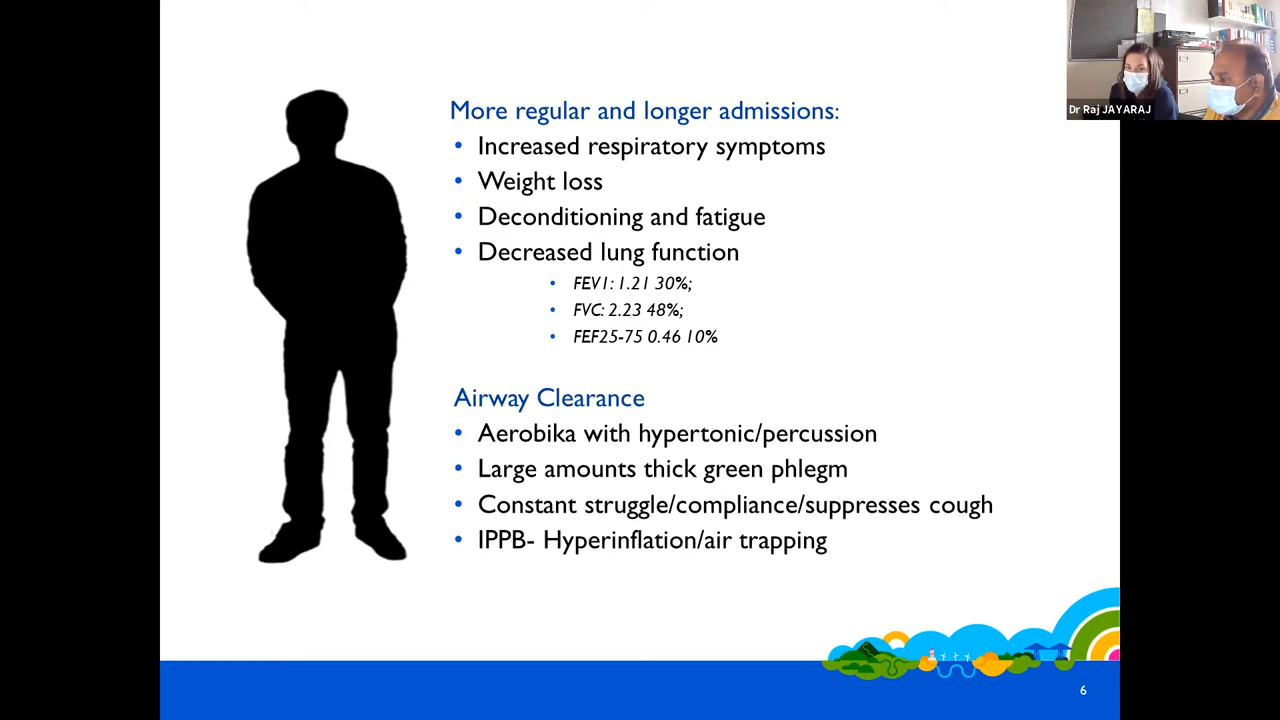 Dr Raj JAYARAJ
More regular and longer admissions:
• Increased respiratory symptoms
• Weight loss
• Deconditioning and fatigue
• Decreased lung function
• FEV1: 1.21 30%;
• FVC: 2.23 48%;
• FEF25-75 0.46 10%
Airway Clearance
• Aerobika with hypertonic/percussion
• Large amounts thick green phlegm
• Constant struggle/compliance/suppresses cough
• IPPB- Hyperinflation/air trapping
6